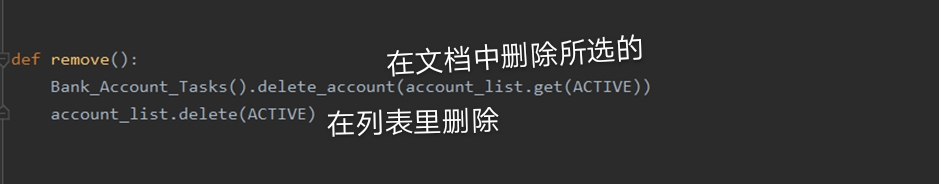 def remove():
在文档中删除所选的
Bank_Account_Tasks().delete_account(account_list.get(ACTIVE))
account_list.delete(ACTIVE)
在列表里删除